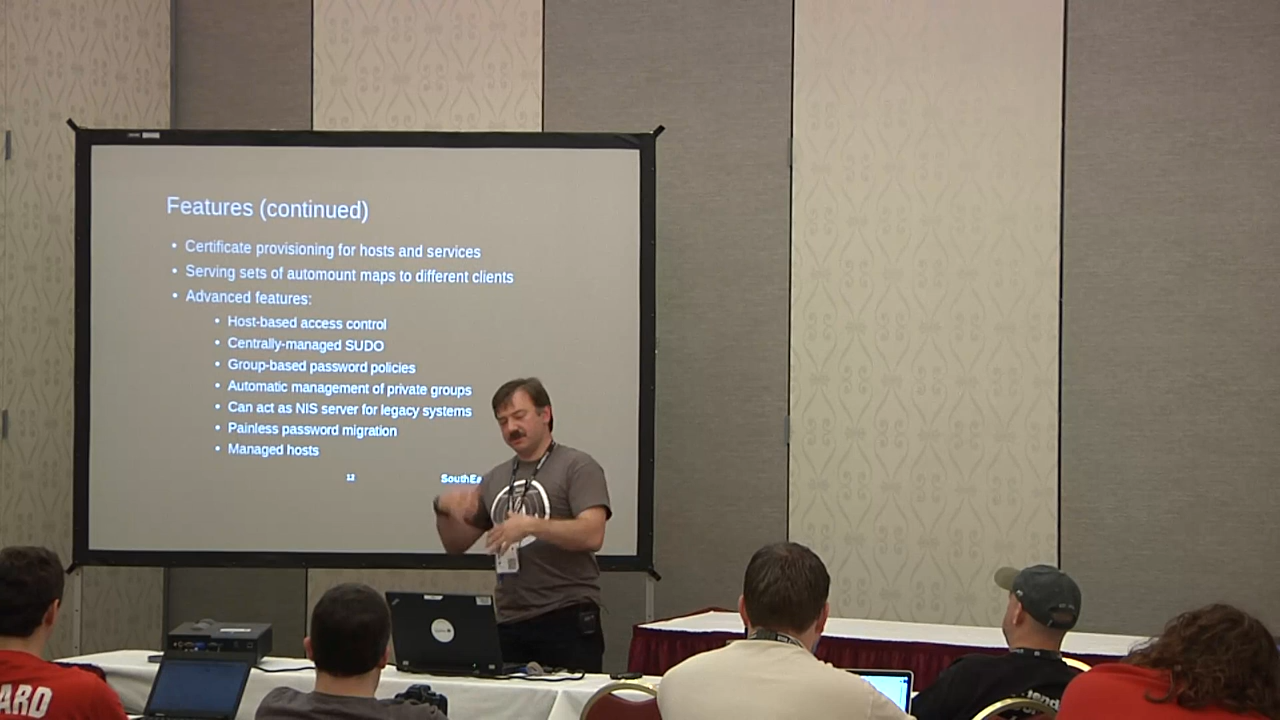 Features (continued)
• Certificate provisioning for hosts and services
• Serving sets of automount maps to different clients
• Advanced features:
• Host-based access control
• Centrally-managed SUDO
• Group-based password policies
• Automatic management of private groups
• Can act as NIS server for legacy systems
• Painless password migration
• Managed hosts
12
SouthEa
ARD